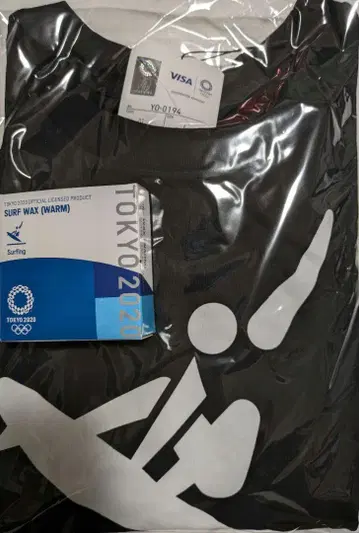 VISA
YO-0194
TOKYO 2020 OFFICIAL LICENSED PRODUCT
SURF WAX (WARM)
Surfing
TOKYO 2020
TOKYO 2020